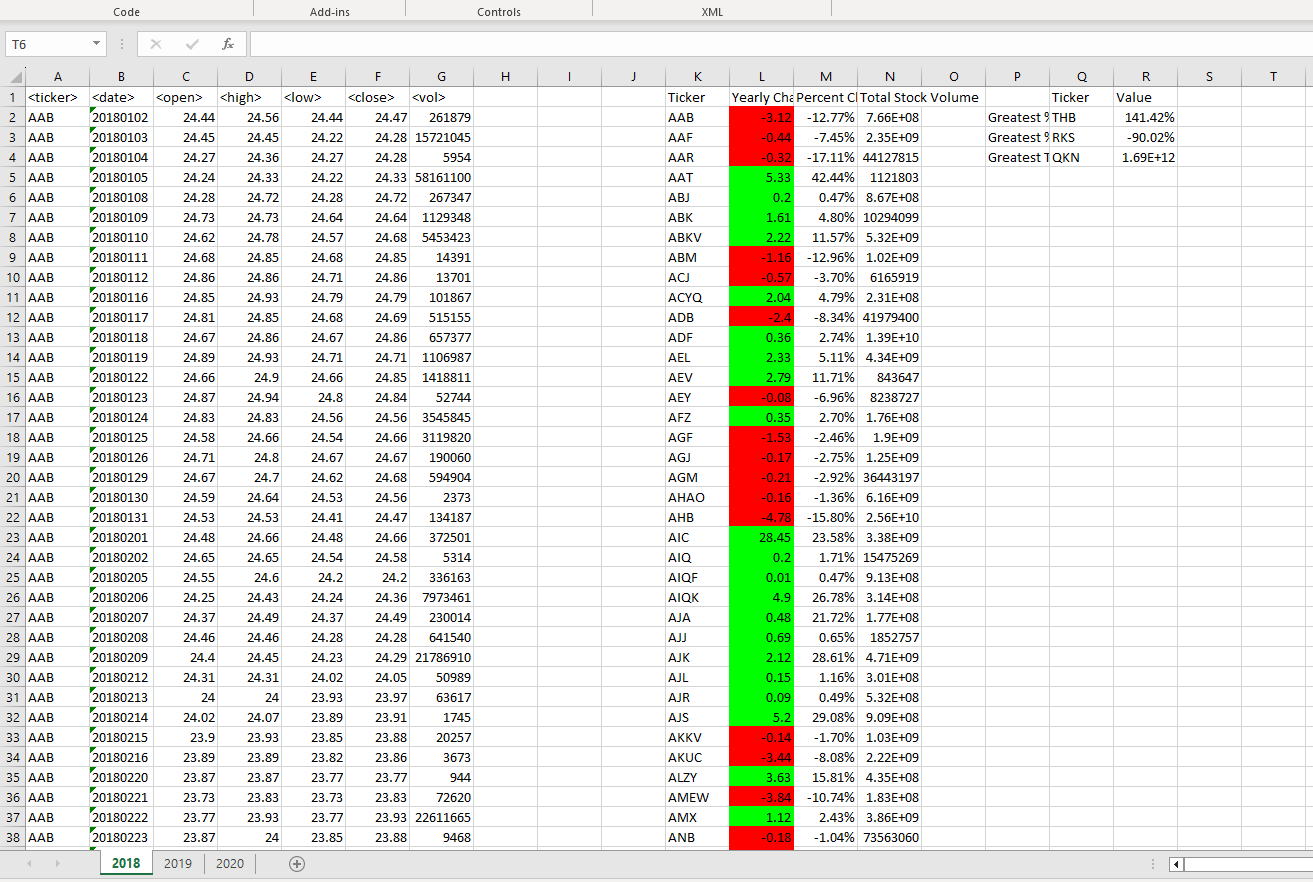 Code Add-ins Controls XML
T6 fx
A B C D E F G H I J K L M N O P Q R S T
1 <ticker> <date> <open> <high> <low> <close> <vol> Ticker Yearly Cha Percent Cl Total Stock Volume Ticker Value
2 AAB 20180102 24.44 24.56 24.44 24.47 261879 AAB -3.12 -12.77% 7.66E+08 Greatest % THB 141.42%
3 AAB 20180103 24.45 24.45 24.22 24.28 15721045 AAF -0.44 -7.45% 2.35E+09 Greatest % RKS -90.02%
4 AAB 20180104 24.27 24.36 24.27 24.28 5954 AAR -0.32 -17.11% 44127815 Greatest T QKN 1.69E+12
5 AAB 20180105 24.24 24.33 24.22 24.33 58161100 AAT 5.33 42.44% 1121803
6 AAB 20180108 24.28 24.72 24.28 24.72 267347 ABJ 0.2 0.47% 8.67E+08
7 AAB 20180109 24.73 24.73 24.64 24.64 1129348 ABK 1.61 4.80% 10294099
8 AAB 20180110 24.62 24.78 24.57 24.68 5453423 ABKV 2.22 11.57% 5.32E+09
9 AAB 20180111 24.68 24.85 24.68 24.85 14391 ABM -1.16 -12.96% 1.02E+09
10 AAB 20180112 24.86 24.86 24.71 24.86 13701 ACJ -0.57 -3.70% 6165919
11 AAB 20180116 24.85 24.93 24.79 24.79 101867 ACYQ 2.04 4.79% 2.31E+08
12 AAB 20180117 24.81 24.85 24.68 24.69 515155 ADB -2.4 -8.34% 41979400
13 AAB 20180118 24.67 24.86 24.67 24.86 657377 ADF 0.36 2.74% 1.39E+10
14 AAB 20180119 24.89 24.93 24.71 24.71 1106987 AEL 2.33 5.11% 4.34E+09
15 AAB 20180122 24.66 24.9 24.66 24.85 1418811 AEV 2.79 11.71% 843647
16 AAB 20180123 24.87 24.94 24.8 24.84 52744 AEY -0.08 -6.96% 8238727
17 AAB 20180124 24.83 24.83 24.56 24.56 3545845 AFZ 0.35 2.70% 1.76E+08
18 AAB 20180125 24.58 24.66 24.54 24.66 3119820 AGF -1.53 -2.46% 1.9E+09
19 AAB 20180126 24.71 24.8 24.67 24.67 190060 AGJ -0.17 -2.75% 1.25E+09
20 AAB 20180129 24.67 24.7 24.62 24.68 594904 AGM -0.21 -2.92% 36443197
21 AAB 20180130 24.59 24.64 24.53 24.56 2373 AHAO -0.16 -1.36% 6.16E+09
22 AAB 20180131 24.53 24.53 24.41 24.47 134187 AHB -4.78 -15.80% 2.56E+10
23 AAB 20180201 24.48 24.66 24.48 24.66 372501 AIC 28.45 23.58% 3.38E+09
24 AAB 20180202 24.65 24.65 24.54 24.58 5314 AIQ 0.2 1.71% 15475269
25 AAB 20180205 24.55 24.6 24.2 24.2 336163 AIQF 0.01 0.47% 9.13E+08
26 AAB 20180206 24.25 24.43 24.24 24.36 7973461 AIQK 4.9 26.78% 3.14E+08
27 AAB 20180207 24.37 24.49 24.37 24.49 230014 AJA 0.48 21.72% 1.77E+08
28 AAB 20180208 24.46 24.46 24.28 24.28 641540 AJJ 0.69 0.65% 1852757
29 AAB 20180209 24.4 24.45 24.23 24.29 21786910 AJK 2.12 28.61% 4.71E+09
30 AAB 20180212 24.31 24.31 24.02 24.05 50989 AJL 0.15 1.16% 3.01E+08
31 AAB 20180213 24 24 23.93 23.97 63617 AJR 0.09 0.49% 5.32E+08
32 AAB 20180214 24.02 24.07 23.89 23.91 1745 AJS 5.2 29.08% 9.09E+08
33 AAB 20180215 23.9 23.93 23.85 23.88 20257 AKKV -0.14 -1.70% 1.03E+09
34 AAB 20180216 23.89 23.89 23.82 23.86 3673 AKUC -3.44 -8.08% 2.22E+09
35 AAB 20180220 23.87 23.87 23.77 23.77 944 ALZY 3.63 15.81% 4.35E+08
36 AAB 20180221 23.73 23.83 23.73 23.83 72620 AMEW -3.84 -10.74% 1.83E+08
37 AAB 20180222 23.77 23.93 23.77 23.93 22611665 AMX 1.12 2.43% 3.86E+09
38 AAB 20180223 23.87 24 23.85 23.88 9468 ANB -0.18 -1.04% 73563060
2018 2019 2020